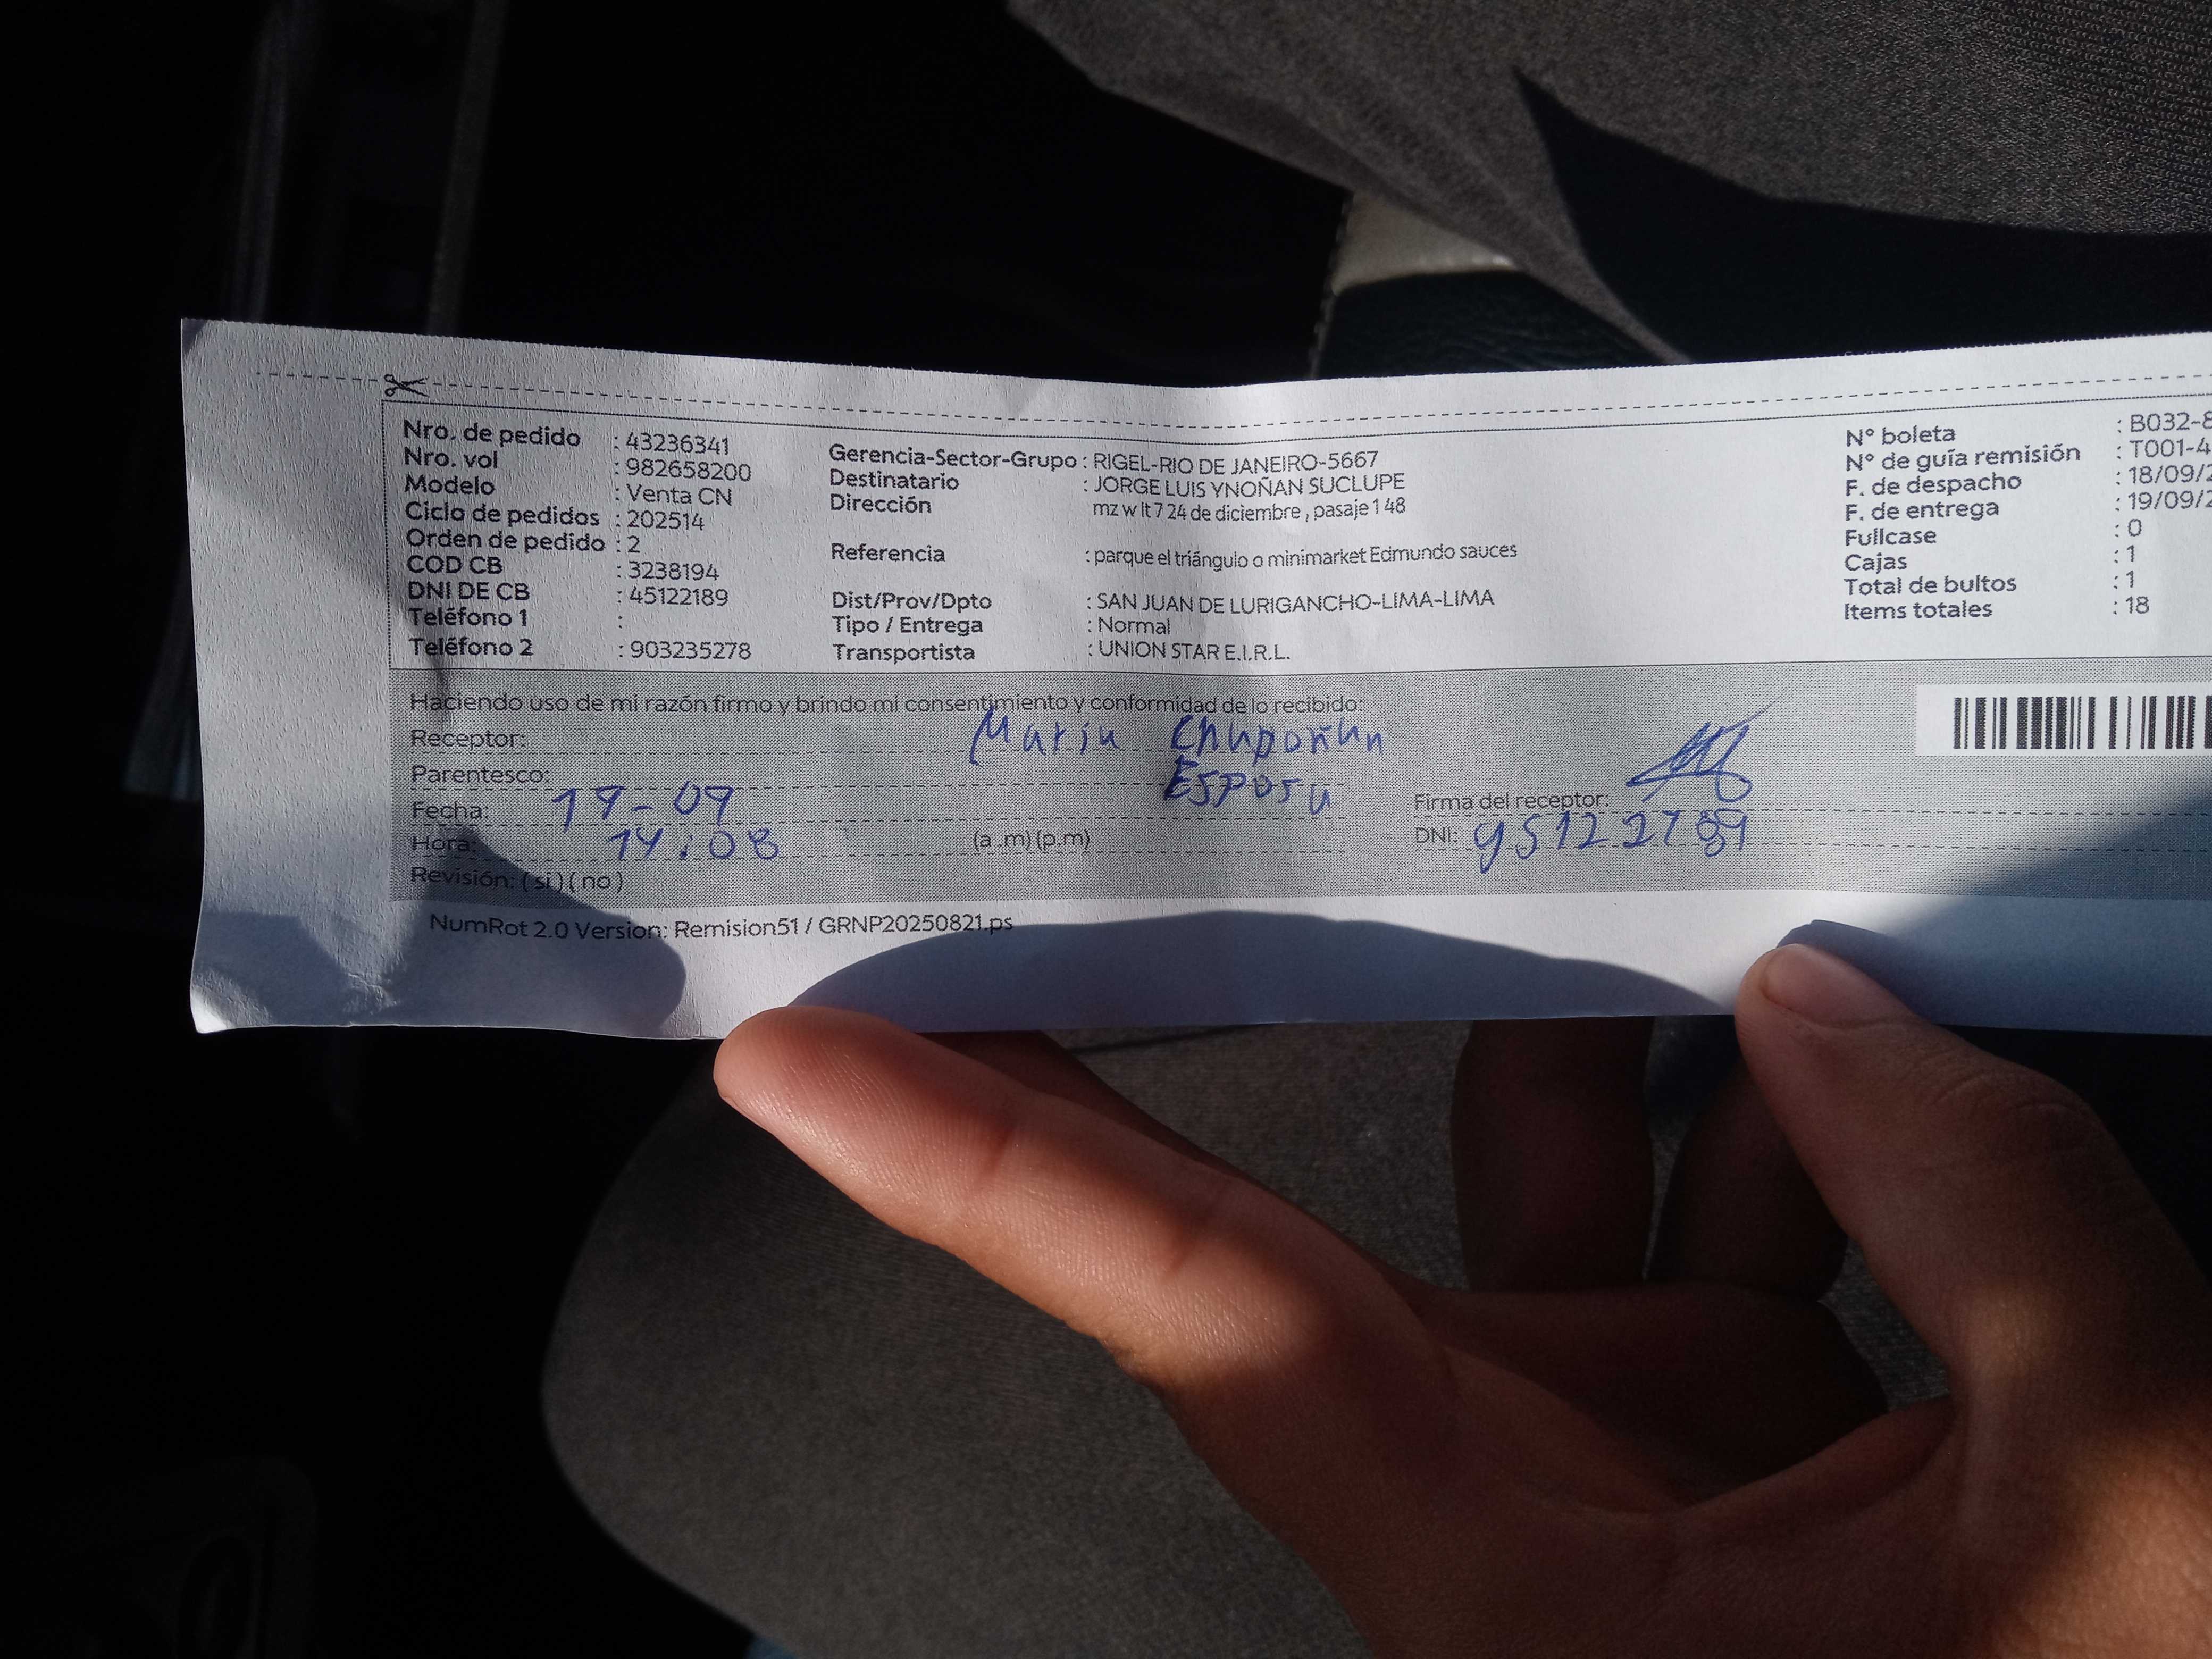 Nro. de pedido : 43236341
Nro. vol : 982658200
Modelo : Venta CN
Ciclo de pedidos : 202514
Orden de pedido : 2
COD CB : 3238194
DNI DE CB : 45122189
Teléfono 1 :
Teléfono 2 : 903235278
Gerencia-Sector-Grupo : RIGEL-RIO DE JANEIRO-5667
Destinatario : JORGE LUIS YNOÑAN SUCLUPE
Dirección mz w lt 7 24 de diciembre , pasaje 1 48
Referencia : parque el triángulo o minimarket Edmundo sauces
Dist/Prov/Dpto : SAN JUAN DE LURIGANCHO-LIMA-LIMA
Tipo / Entrega : Normal
Transportista : UNION STAR E.I.R.L.
N° boleta : B032-8
N° de guía remisión : T001-4
F. de despacho : 18/09/2
F. de entrega : 19/09/2
Fullcase : 0
Cajas : 1
Total de bultos : 1
Items totales : 18
Haciendo uso de mi razón firmo y brindo mi consentimiento y conformidad de lo recibido:
Receptor: Maria Chapoñan
Parentesco: Esposa
Fecha: 19-09
Firma del receptor:
Hora: 14:08 (a .m) (p.m)
DNI:
Revisión: ( si ) ( no )
NumRot 2.0 Version: Remision51 / GRNP20250821.ps